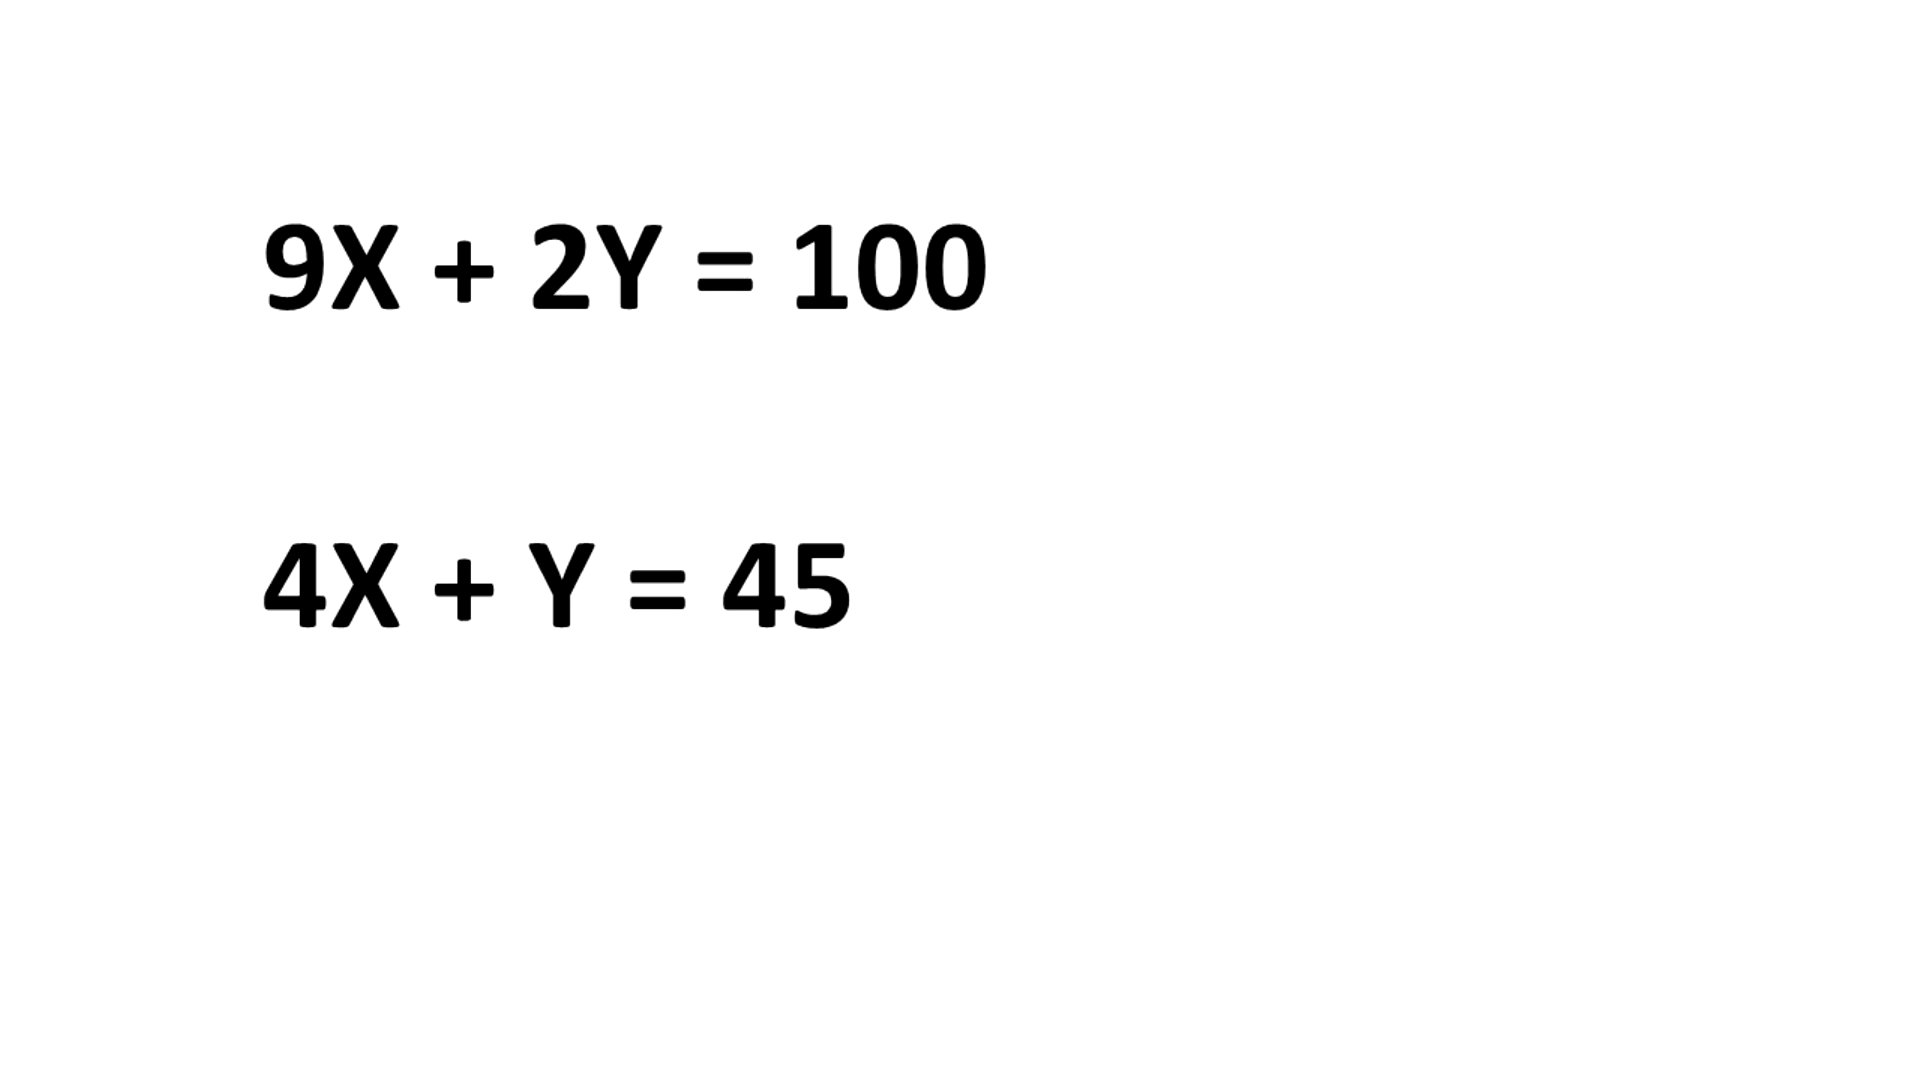 9X + 2Y = 100
4X + Y = 45